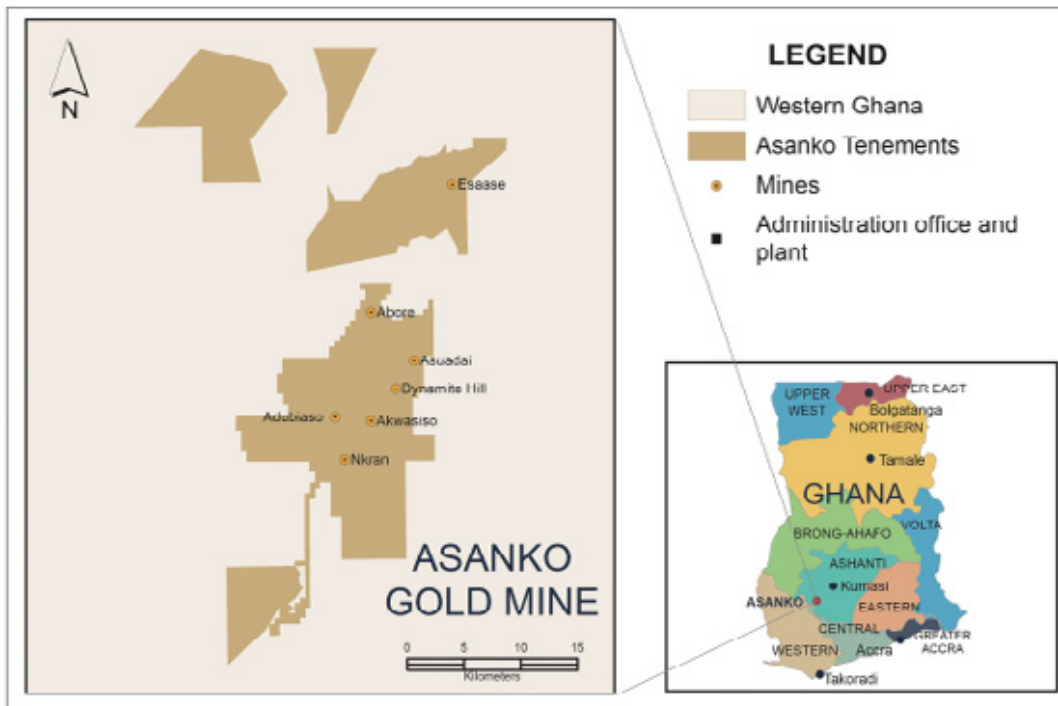 N
Esaase
Abore
Asuadai
Dynamite Hill
Adubiaso
Akwasiso
Nkran
ASANKO
GOLD MINE
0 5 10 15
Kilometers
LEGEND
Western Ghana
Asanko Tenements
Mines
Administration office and
plant
UPPER
WEST
UPPER EAST
Bolgatanga
NORTHERN
Tamale
GHANA
VOLTA
BRONG-AHAFO
ASHANTI
Kumasi
ASANKO
EASTERN
CENTRAL
GREATER
ACCRA
WESTERN
Accra
Takoradi